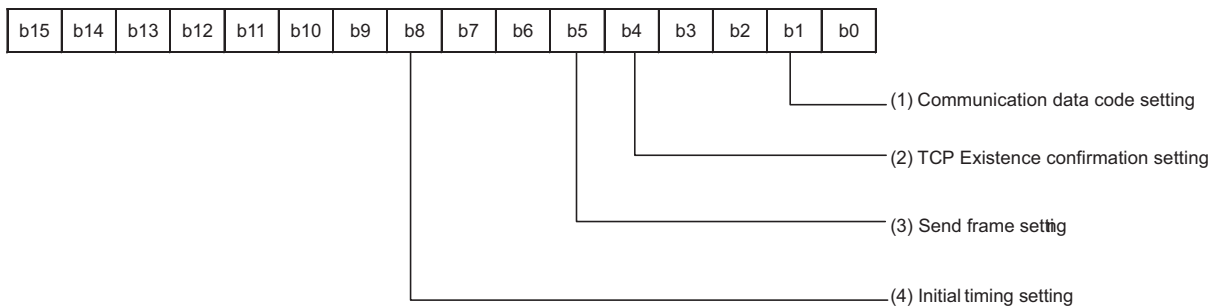 b15 b14 b13 b12 b11 b10 b9 b8 b7 b6 b5 b4 b3 b2 b1 b0
(1) Communication data code setting
(2) TCP Existence confirmation setting
(3) Send frame setting
(4) Initial timing setting